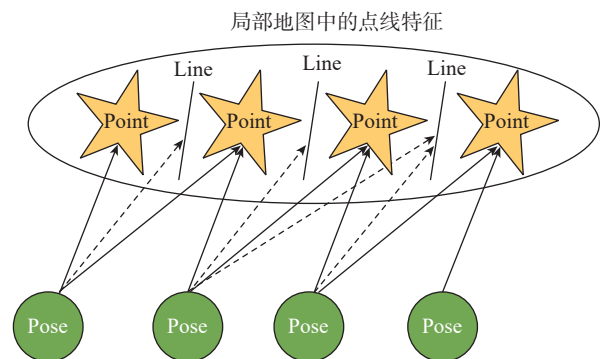 局部地图中的点线特征
Line Line Line
Point Point Point Point
Pose Pose Pose Pose